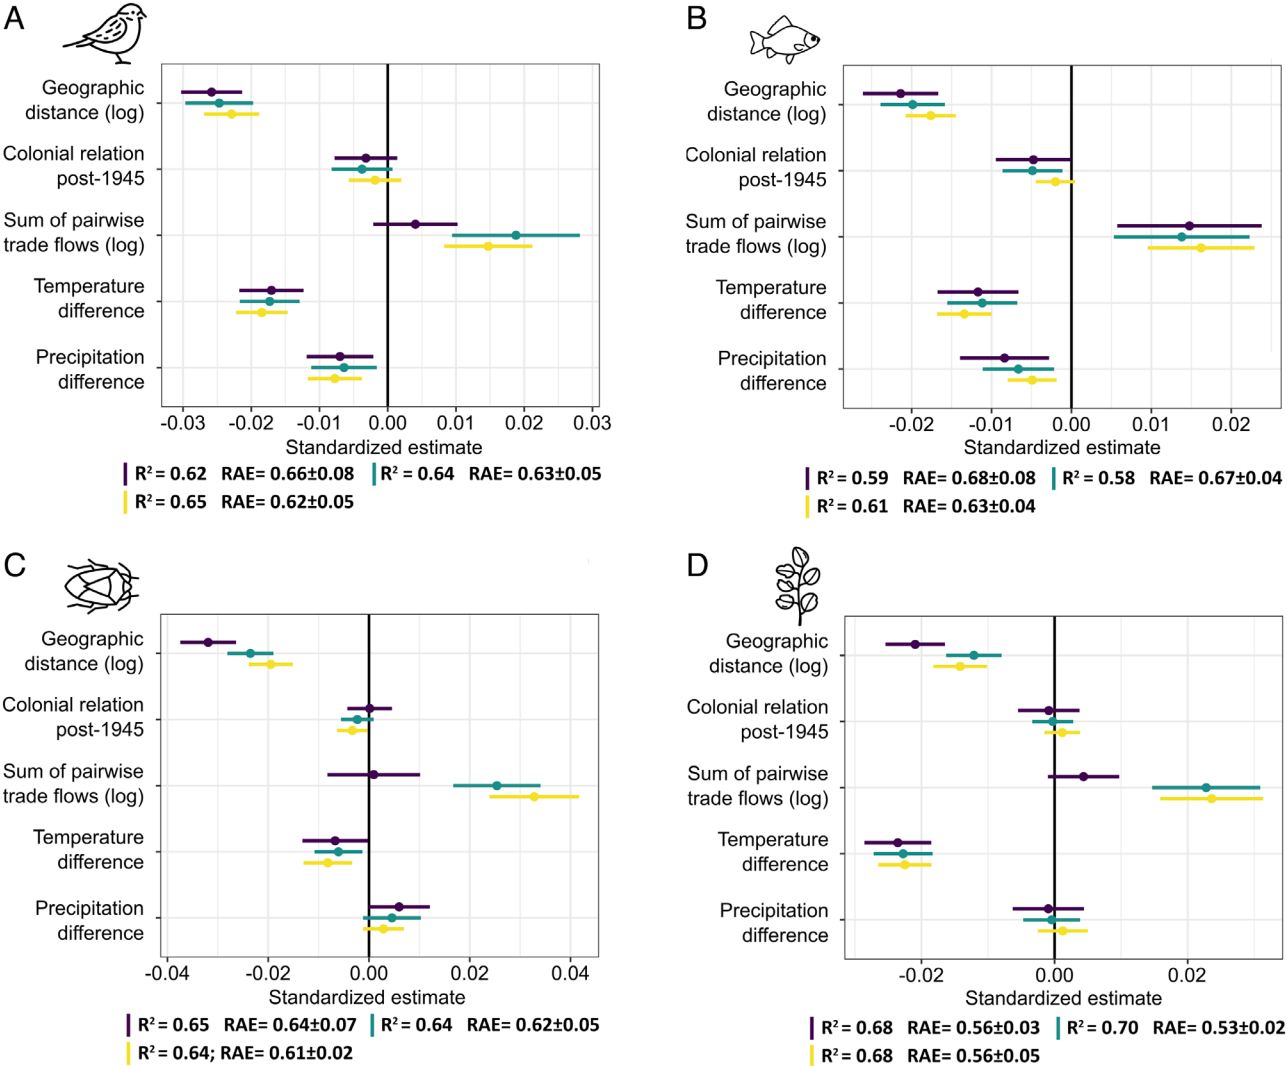 A
Geographic
distance (log)
Colonial relation
post-1945
Sum of pairwise
trade flows (log)
Temperature
difference
Precipitation
difference
-0.03 -0.02 -0.01 0.00 0.01 0.02 0.03
Standardized estimate
R² = 0.62 RAE= 0.66±0.08 R² = 0.64 RAE= 0.63±0.05
R² = 0.65 RAE= 0.62±0.05
B
Geographic
distance (log)
Colonial relation
post-1945
Sum of pairwise
trade flows (log)
Temperature
difference
Precipitation
difference
-0.02 -0.01 0.00 0.01 0.02
Standardized estimate
R² = 0.59 RAE= 0.68±0.08 R² = 0.58 RAE= 0.67±0.04
R² = 0.61 RAE= 0.63±0.04
C
Geographic
distance (log)
Colonial relation
post-1945
Sum of pairwise
trade flows (log)
Temperature
difference
Precipitation
difference
-0.04 -0.02 0.00 0.02 0.04
Standardized estimate
R² = 0.65 RAE= 0.64±0.07 R² = 0.64 RAE= 0.62±0.05
R² = 0.64; RAE= 0.61±0.02
D
Geographic
distance (log)
Colonial relation
post-1945
Sum of pairwise
trade flows (log)
Temperature
difference
Precipitation
difference
-0.02 0.00 0.02
Standardized estimate
R² = 0.68 RAE= 0.56±0.03 R² = 0.70 RAE= 0.53±0.02
R² = 0.68 RAE= 0.56±0.05